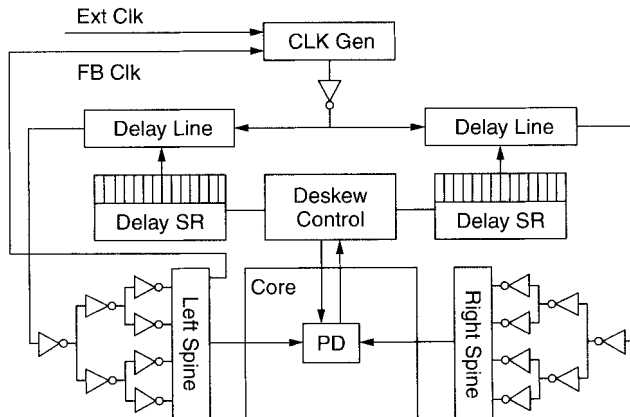 Ext Clk
CLK Gen
FB Clk
Delay Line
Delay Line
Delay SR
Deskew
Control
Delay SR
Core
Left Spine
PD
Right Spine